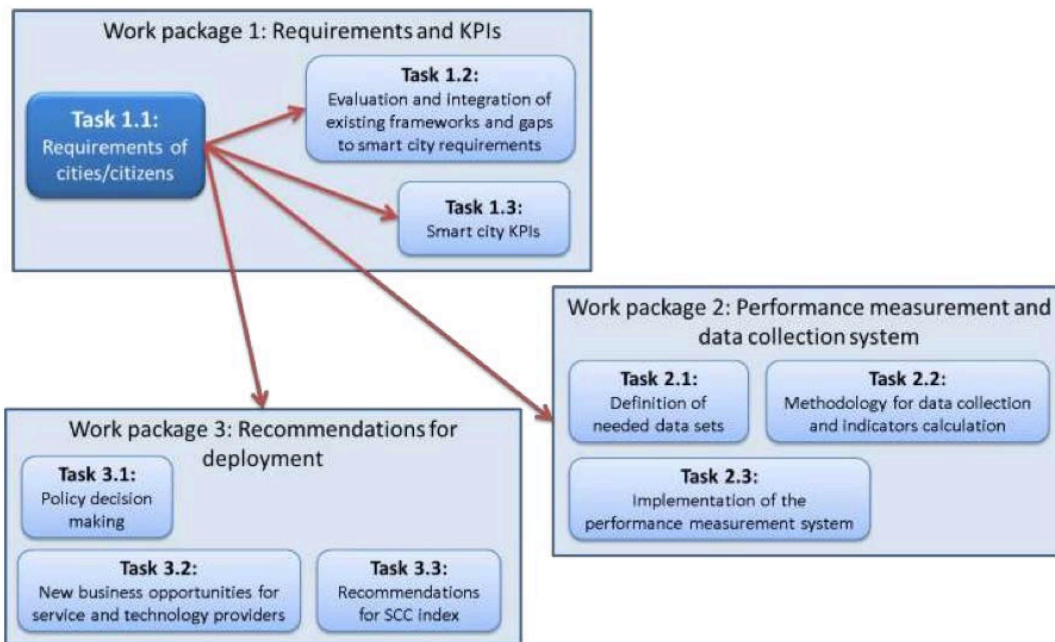 Work package 1: Requirements and KPIs
Task 1.1:
Requirements of
cities/citizens
Task 1.2:
Evaluation and integration of
existing frameworks and gaps
to smart city requirements
Task 1.3:
Smart city KPIs
Work package 2: Performance measurement and
data collection system
Task 2.1:
Definition of
needed data sets
Task 2.2:
Methodology for data collection
and indicators calculation
Task 2.3:
Implementation of the
performance measurement system
Work package 3: Recommendations for
deployment
Task 3.1:
Policy decision
making
Task 3.2:
New business opportunities for
service and technology providers
Task 3.3:
Recommendations
for SCC index